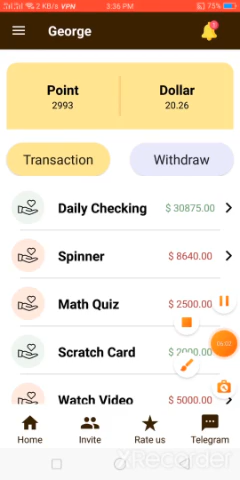 2 KB/s VPN 3:36 PM 75%
George
Point Dollar
2993 20.26
Transaction Withdraw
Daily Checking $ 30875.00
Spinner $ 8640.00
Math Quiz $ 2500.00
Scratch Card $ 2000.00
Watch Video $ 5000.00
Home Invite Rate us Telegram
XRecorder